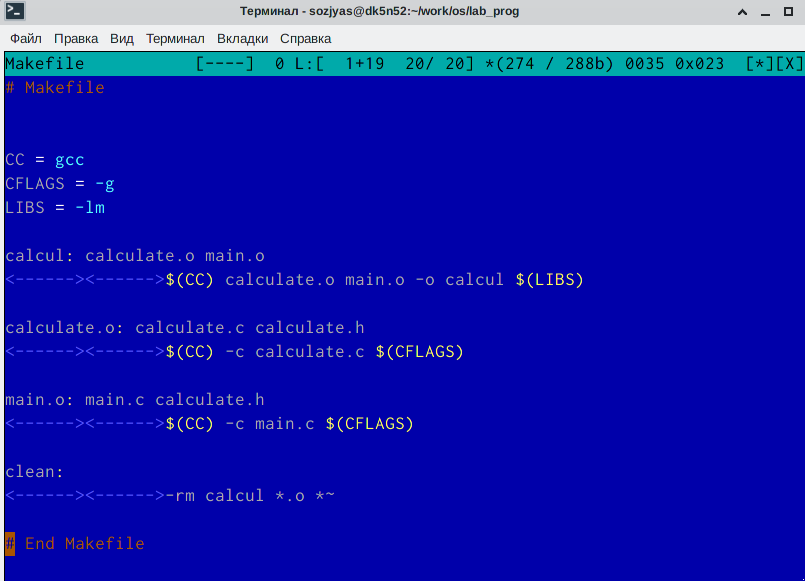 Терминал - sozjyas@dk5n52:~/work/os/lab_prog
Файл Правка Вид Терминал Вкладки Справка
Makefile [----] 0 L:[ 1+19 20/ 20] *(274 / 288b) 0035 0x023 [*][X]
# Makefile
CC = gcc
CFLAGS = -g
LIBS = -lm
calcul: calculate.o main.o
<------><------>$(CC) calculate.o main.o -o calcul $(LIBS)
calculate.o: calculate.c calculate.h
<------><------>$(CC) -c calculate.c $(CFLAGS)
main.o: main.c calculate.h
<------><------>$(CC) -c main.c $(CFLAGS)
clean:
<------><------>-rm calcul *.o *~
# End Makefile